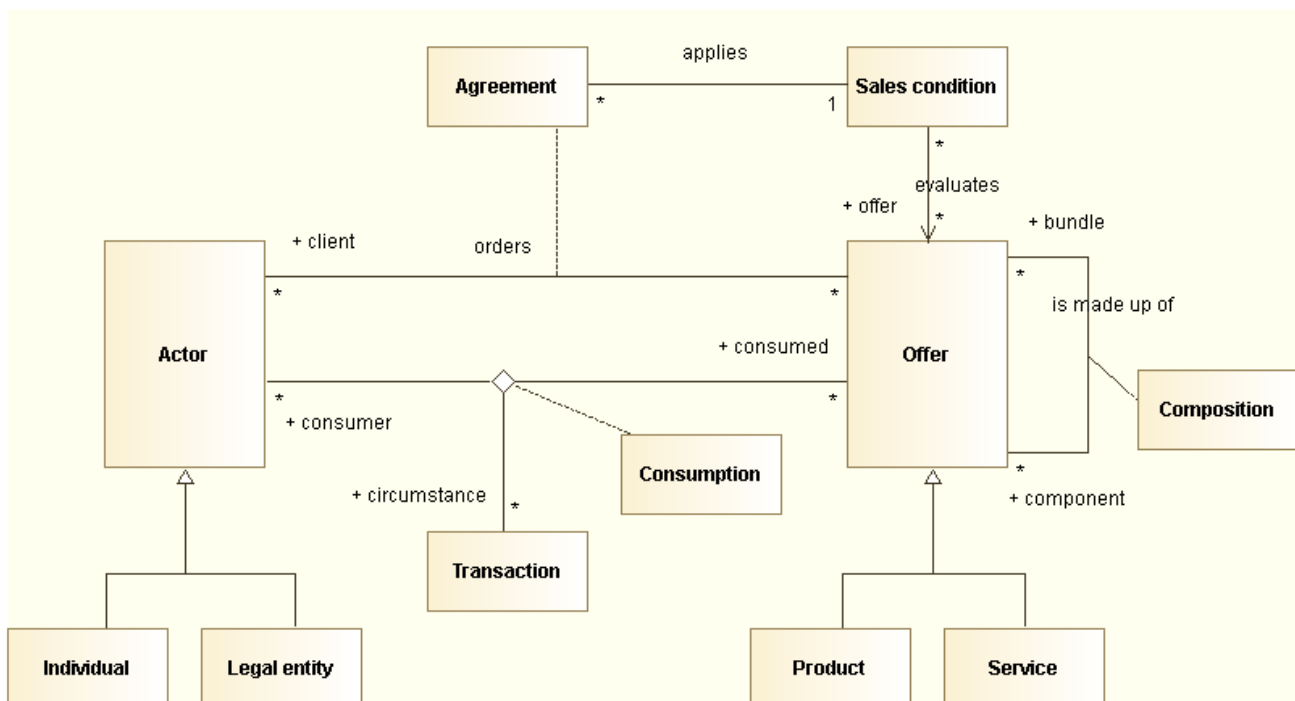 applies
Agreement
Sales condition
*
1
*
evaluates
+ offer
*
+ bundle
+ client
orders
*
*
*
is made up of
Actor
+ consumed
Offer
*
*
+ consumer
Composition
Consumption
*
+ circumstance
*
+ component
Transaction
Individual
Legal entity
Product
Service